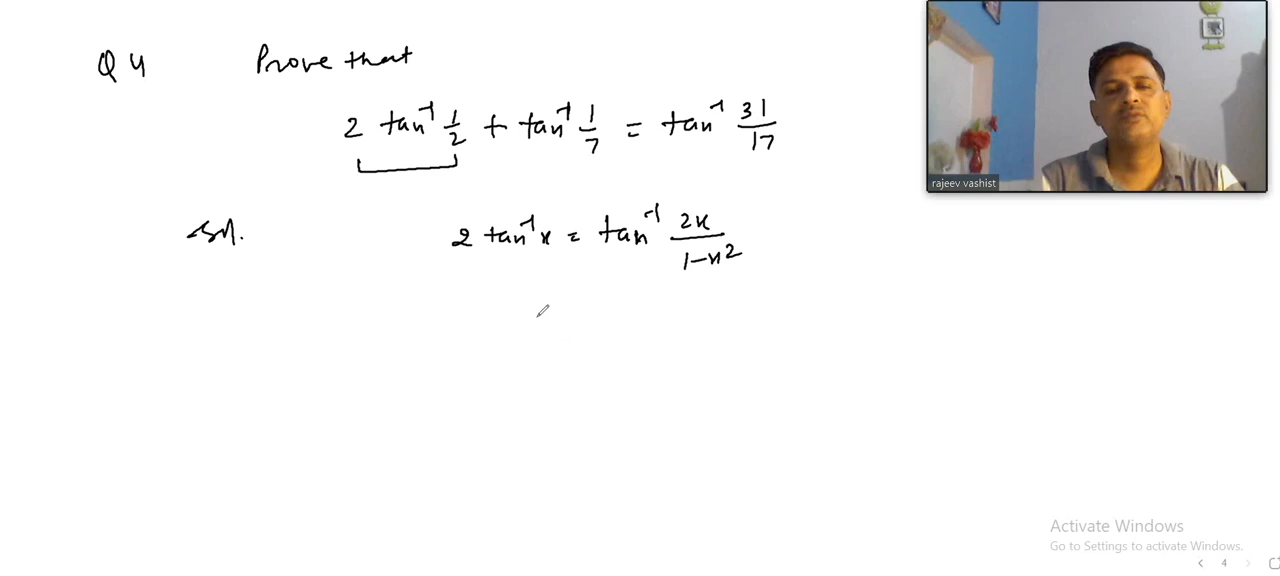 Q 4 Prove that
2 tan⁻¹ 1/2 + tan⁻¹ 1/7 = tan⁻¹ 31/17
Sol.
2 tan⁻¹x = tan⁻¹ 2x/1-x²
rajeev vashist
Activate Windows
Go to Settings to activate Windows.
4